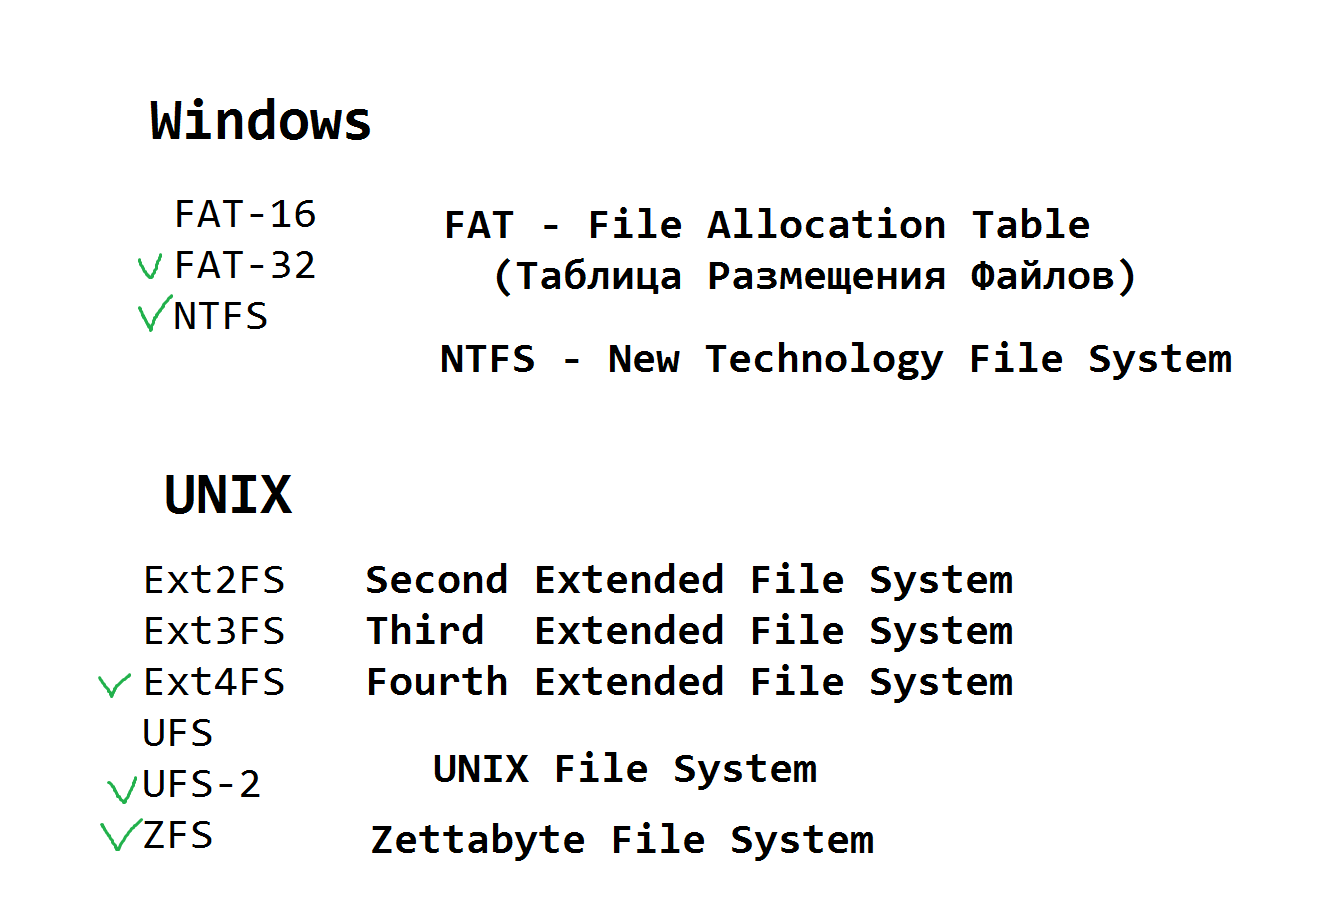 Windows
FAT-16
FAT-32
NTFS
FAT - File Allocation Table
(Таблица Размещения Файлов)
NTFS - New Technology File System
UNIX
Ext2FS Second Extended File System
Ext3FS Third Extended File System
Ext4FS Fourth Extended File System
UFS
UFS-2
UNIX File System
ZFS Zettabyte File System